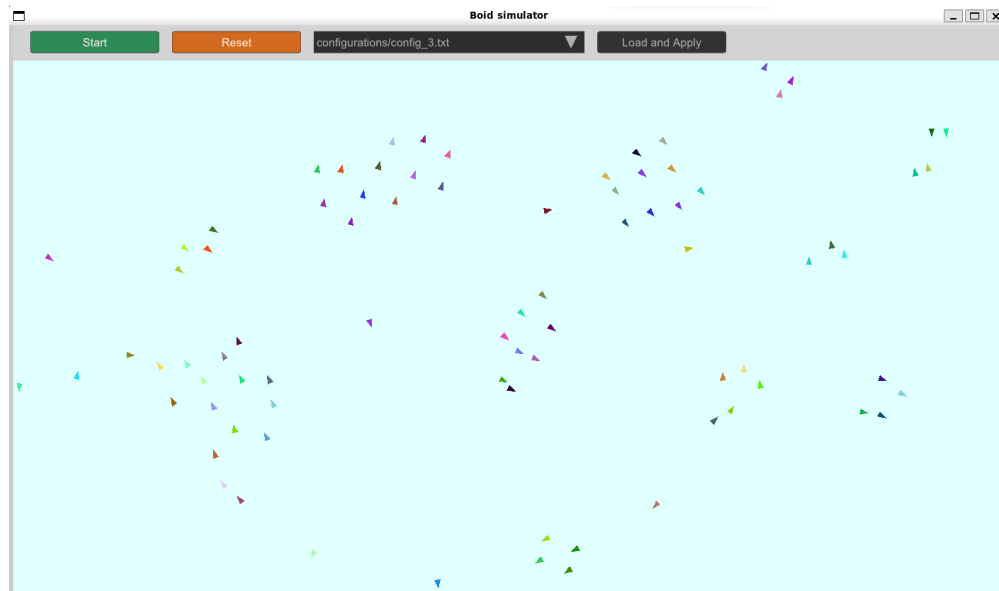 Boid simulator
Start Reset configurations/config_3.txt Load and Apply